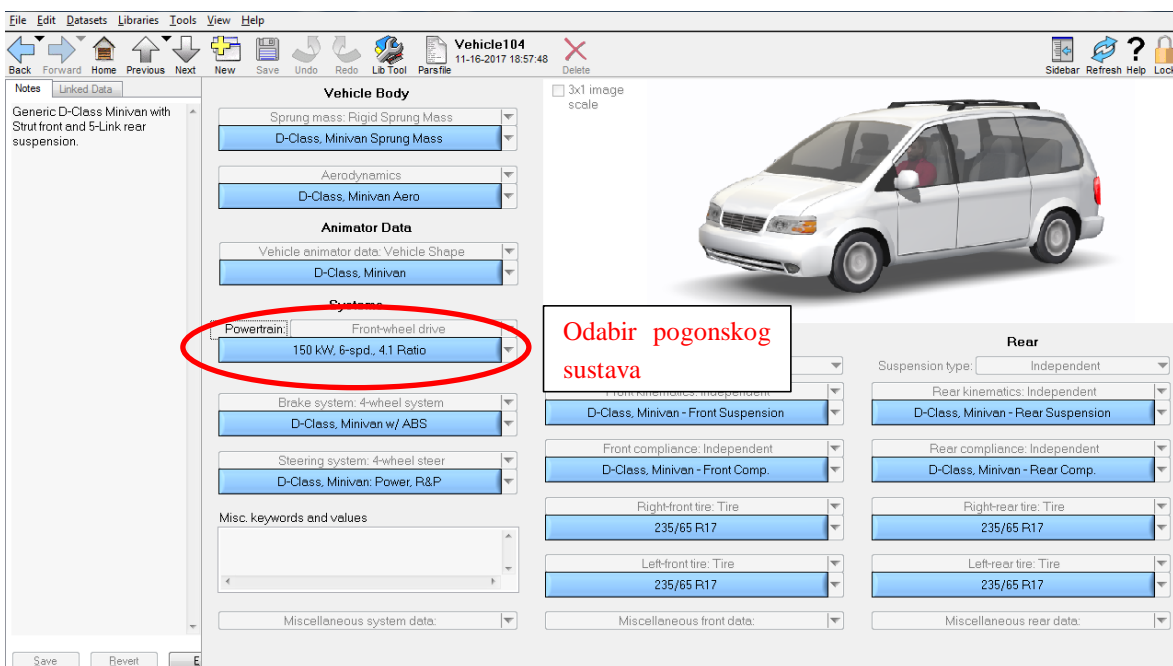 File Edit Datasets Libraries Tools View Help
Back Forward Home Previous Next New Save Undo Redo Lib Tool Parsfile Vehicle104 11-16-2017 18:57:48 Delete Sidebar Refresh Help Lock
Notes Linked Data
Generic D-Class Minivan with
Strut front and 5-Link rear
suspension.
Save Revert E
Vehicle Body
Sprung mass: Rigid Sprung Mass
D-Class, Minivan Sprung Mass
Aerodynamics
D-Class, Minivan Aero
Animator Data
Vehicle animator data: Vehicle Shape
D-Class, Minivan
Systems
Powertrain: Front-wheel drive
150 kW, 6-spd., 4.1 Ratio
Brake system: 4-wheel system
D-Class, Minivan w/ ABS
Steering system: 4-wheel steer
D-Class, Minivan: Power, R&P
Misc. keywords and values
Miscellaneous system data:
3x1 image
scale
Odabir pogonskog
sustava
Front kinematics: Independent
D-Class, Minivan - Front Suspension
Front compliance: Independent
D-Class, Minivan - Front Comp.
Right-front tire: Tire
235/65 R17
Left-front tire: Tire
235/65 R17
Miscellaneous front data:
Rear
Suspension type: Independent
Rear kinematics: Independent
D-Class, Minivan - Rear Suspension
Rear compliance: Independent
D-Class, Minivan - Rear Comp.
Right-rear tire: Tire
235/65 R17
Left-rear tire: Tire
235/65 R17
Miscellaneous rear data: